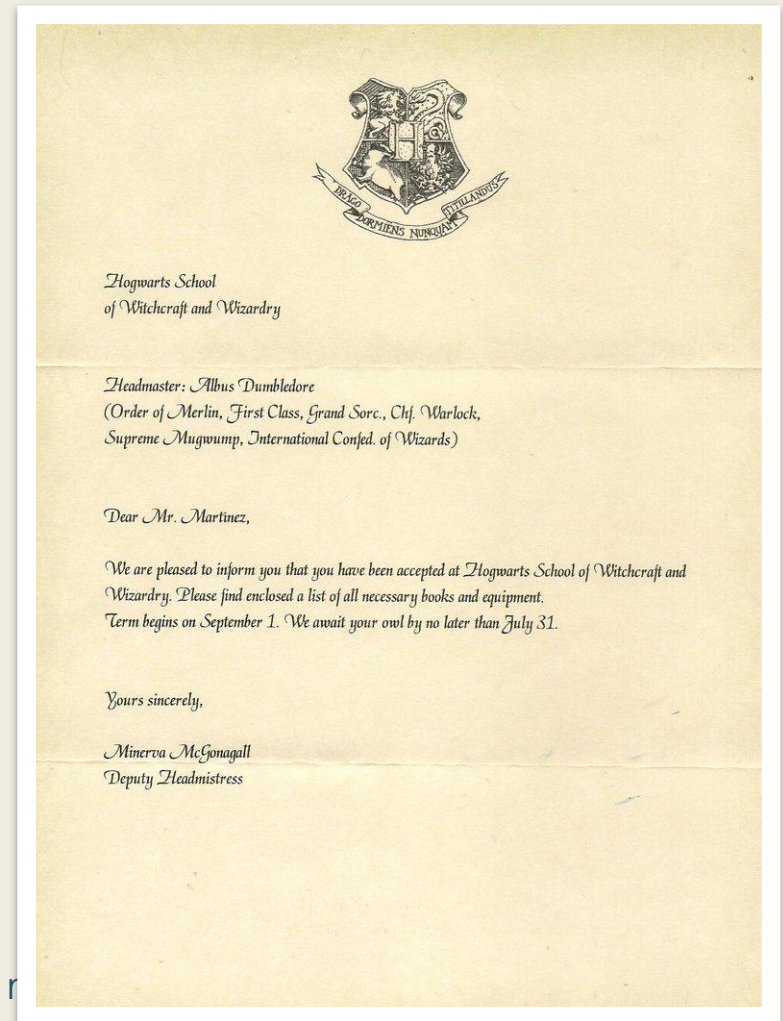 DRACO
DORMIENS NUNQUAM
TITILLANDUS
Hogwarts School
of Witchcraft and Wizardry
Headmaster: Albus Dumbledore
(Order of Merlin, First Class, Grand Sorc., Chf. Warlock,
Supreme Mugwump, International Confed. of Wizards)
Dear Mr. Martínez,
We are pleased to inform you that you have been accepted at Hogwarts School of Witchcraft and
Wizardry. Please find enclosed a list of all necessary books and equipment.
Term begins on September 1. We await your owl by no later than July 31.
Yours sincerely,
Minerva McGonagall
Deputy Headmistress
r